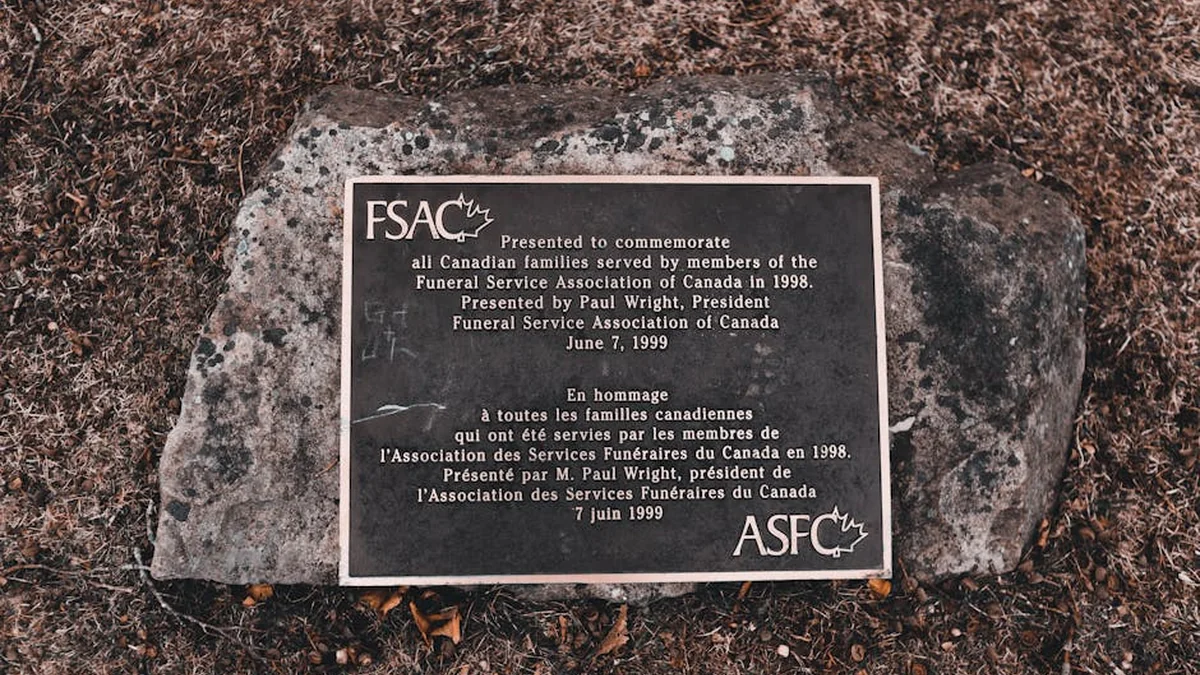 FSAC
Presented to commemorate
all Canadian families served by members of the
Funeral Service Association of Canada in 1998.
Presented by Paul Wright, President
Funeral Service Association of Canada
June 7, 1999
En hommage
à toutes les familles canadiennes
qui ont été servies par les membres de
l'Association des Services Funéraires du Canada en 1998.
Présenté par M. Paul Wright, président de
l'Association des Services Funéraires du Canada
7 juin 1999
ASFC